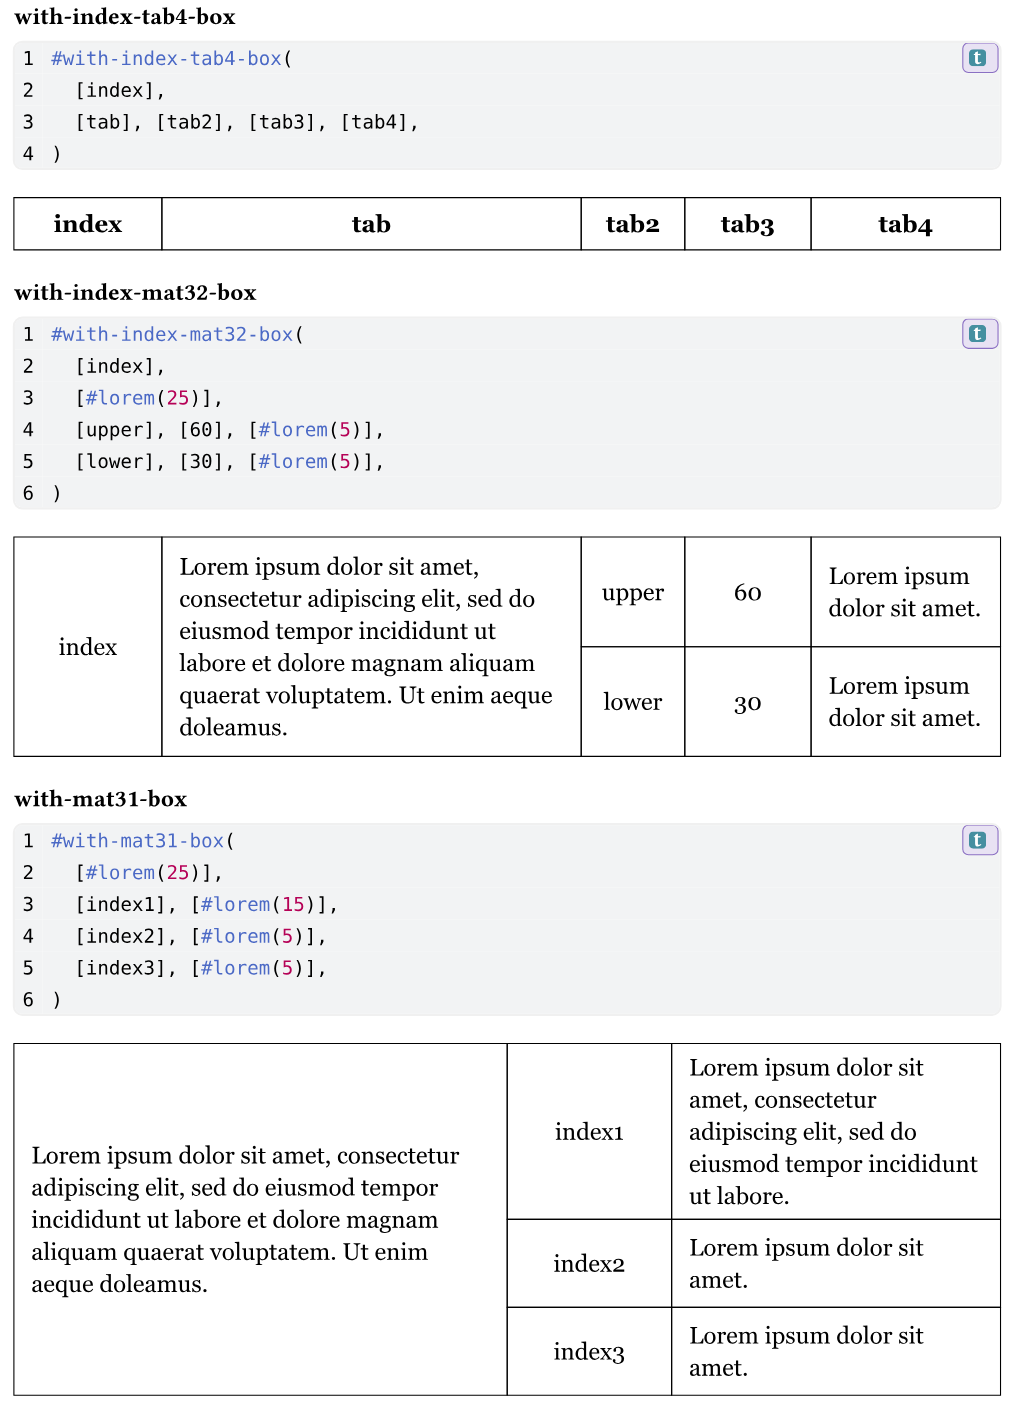 with-index-tab4-box
t
1 #with-index-tab4-box(
2   [index],
3   [tab], [tab2], [tab3], [tab4],
4 )
index tab tab2 tab3 tab4
with-index-mat32-box
t
1 #with-index-mat32-box(
2   [index],
3   [#lorem(25)],
4   [upper], [60], [#lorem(5)],
5   [lower], [30], [#lorem(5)],
6 )
index
Lorem ipsum dolor sit amet,
consectetur adipiscing elit, sed do
eiusmod tempor incididunt ut
labore et dolore magnam aliquam
quaerat voluptatem. Ut enim aeque
doleamus.
upper
60
Lorem ipsum
dolor sit amet.
lower
30
Lorem ipsum
dolor sit amet.
with-mat31-box
t
1 #with-mat31-box(
2   [#lorem(25)],
3   [index1], [#lorem(15)],
4   [index2], [#lorem(5)],
5   [index3], [#lorem(5)],
6 )
Lorem ipsum dolor sit amet, consectetur
adipiscing elit, sed do eiusmod tempor
incididunt ut labore et dolore magnam
aliquam quaerat voluptatem. Ut enim
aeque doleamus.
index1
Lorem ipsum dolor sit
amet, consectetur
adipiscing elit, sed do
eiusmod tempor incididunt
ut labore.
index2
Lorem ipsum dolor sit
amet.
index3
Lorem ipsum dolor sit
amet.